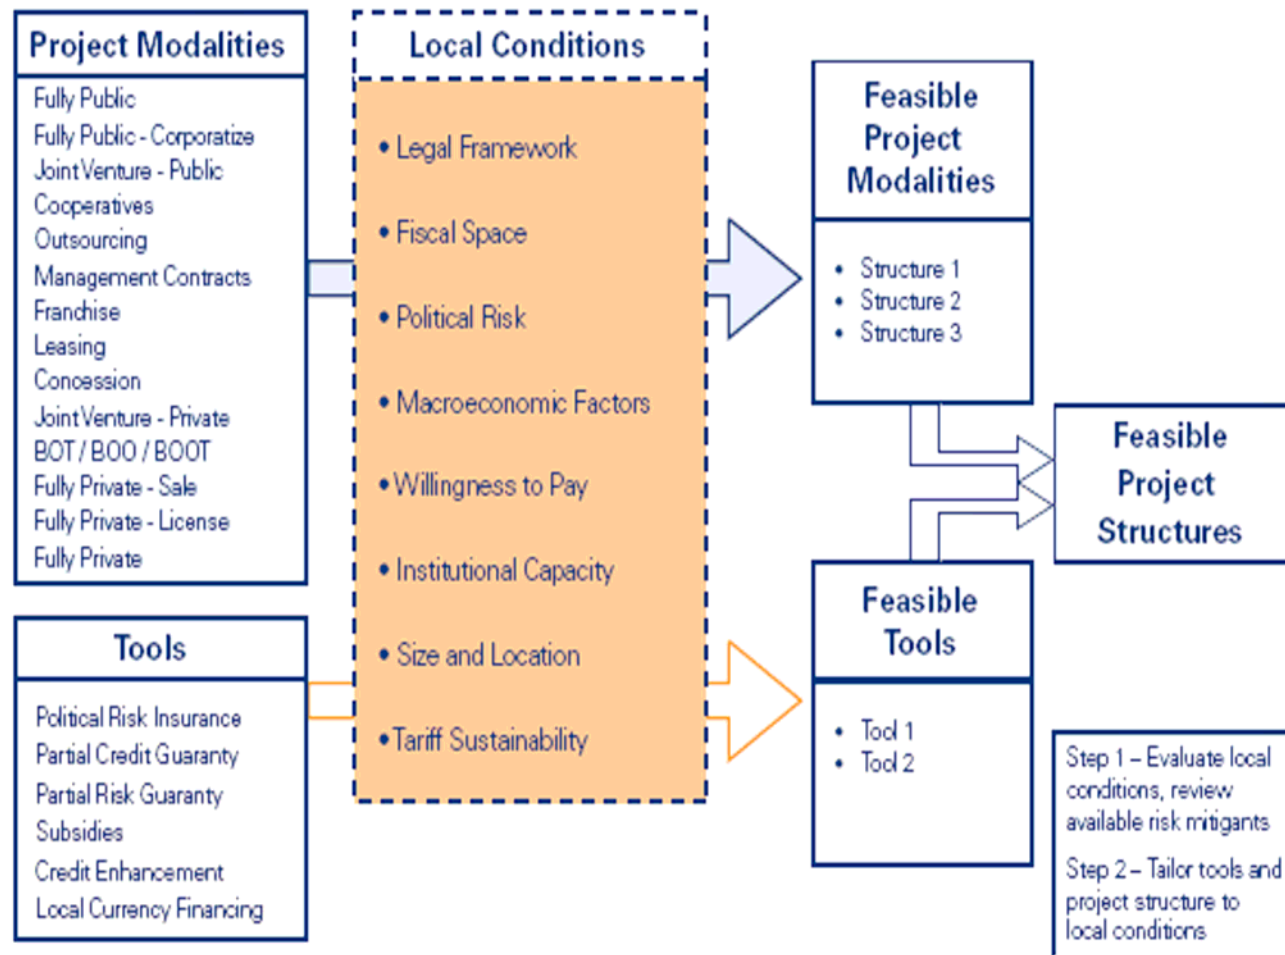 Project Modalities
Fully Public
Fully Public - Corporatize
Joint Venture - Public
Cooperatives
Outsourcing
Management Contracts
Franchise
Leasing
Concession
Joint Venture - Private
BOT / BOO / BOOT
Fully Private - Sale
Fully Private - License
Fully Private
Tools
Political Risk Insurance
Partial Credit Guaranty
Partial Risk Guaranty
Subsidies
Credit Enhancement
Local Currency Financing
Local Conditions
• Legal Framework
• Fiscal Space
• Political Risk
• Macroeconomic Factors
• Willingness to Pay
• Institutional Capacity
• Size and Location
• Tariff Sustainability
Feasible
Project
Modalities
• Structure 1
• Structure 2
• Structure 3
Feasible
Tools
• Tool 1
• Tool 2
Feasible
Project
Structures
Step 1 – Evaluate local
conditions, review
available risk mitigants
Step 2 – Tailor tools and
project structure to
local conditions